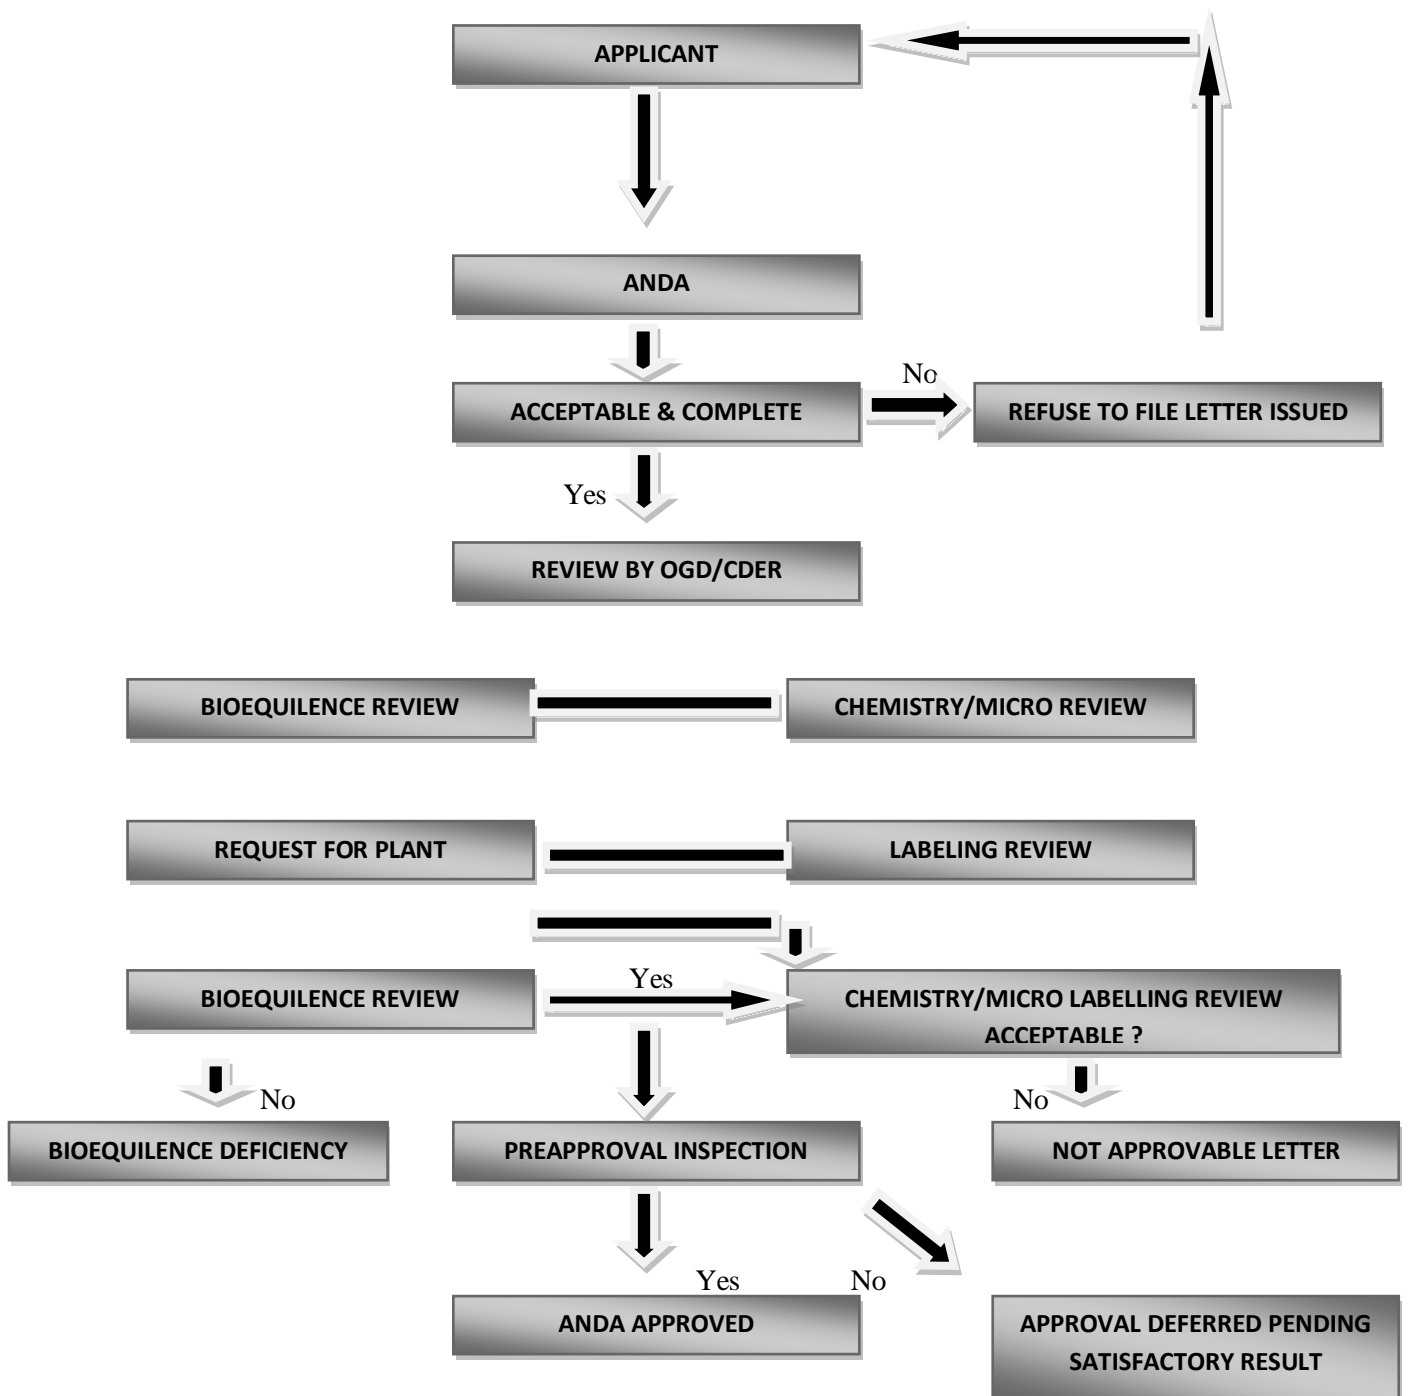 APPLICANT
ANDA
No
ACCEPTABLE & COMPLETE
REFUSE TO FILE LETTER ISSUED
Yes
REVIEW BY OGD/CDER
BIOEQUILENCE REVIEW
CHEMISTRY/MICRO REVIEW
REQUEST FOR PLANT
LABELING REVIEW
BIOEQUILENCE REVIEW
Yes
CHEMISTRY/MICRO LABELLING REVIEW
ACCEPTABLE ?
No
No
BIOEQUILENCE DEFICIENCY
PREAPPROVAL INSPECTION
NOT APPROVABLE LETTER
Yes
No
ANDA APPROVED
APPROVAL DEFERRED PENDING
SATISFACTORY RESULT